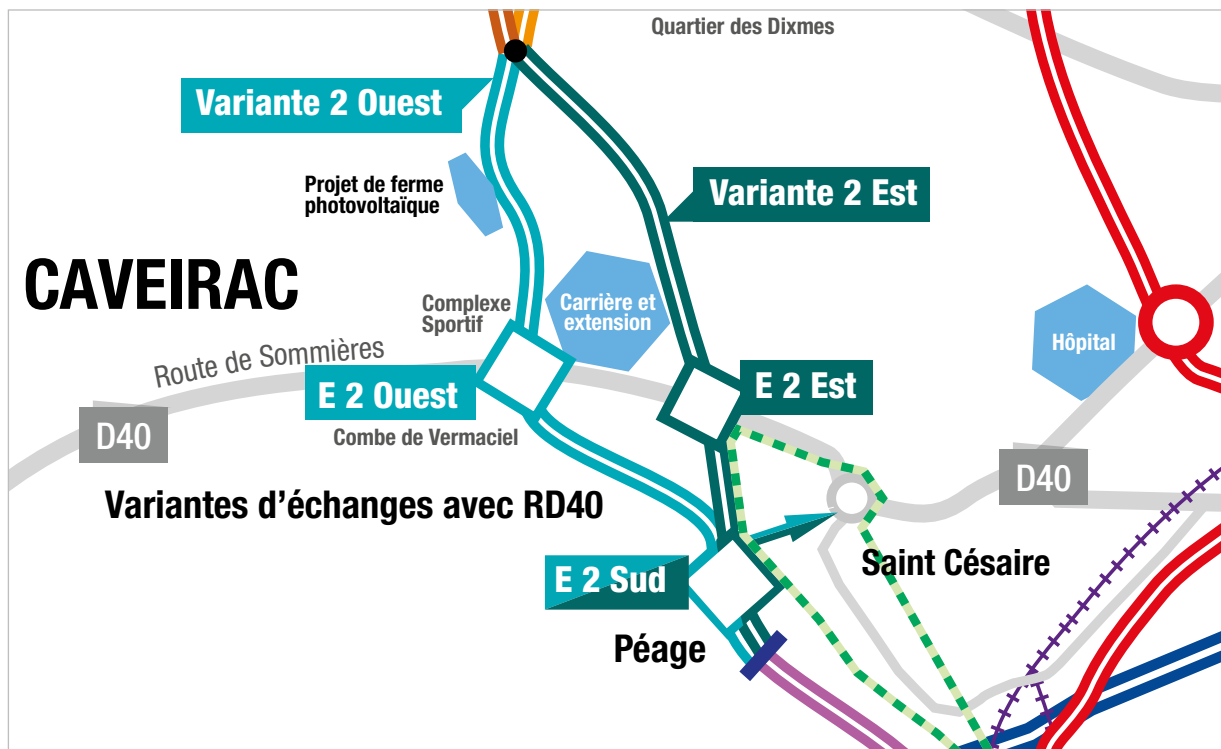 Quartier des Dixmes
Variante 2 Ouest
Projet de ferme
photovoltaïque
Variante 2 Est
CAVEIRAC
Complexe
Sportif
Carrière et
extension
Hôpital
Route de Sommières
E 2 Ouest
E 2 Est
D40
Combe de Vermaciel
D40
Variantes d’échanges avec RD40
Saint Césaire
E 2 Sud
Péage